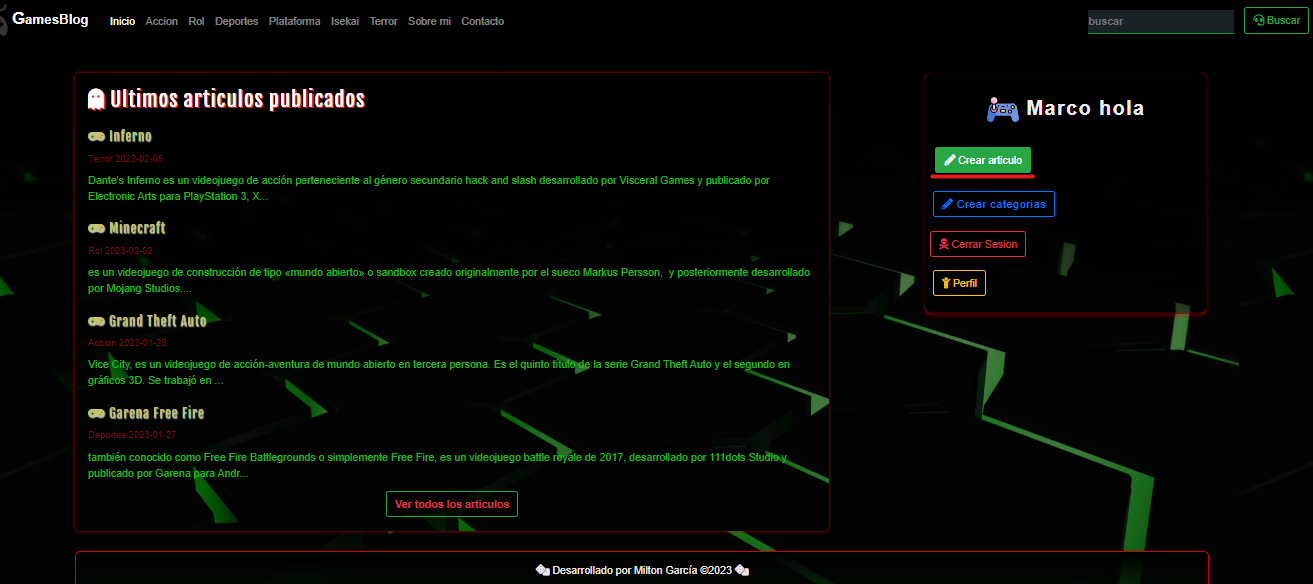 GamesBlog Inicio Accion Rol Deportes Plataforma Isekai Terror Sobre mi Contacto buscar Buscar
Ultimos articulos publicados
Inferno
Terror 2023-02-05
Dante's Inferno es un videojuego de acción perteneciente al género secundario hack and slash desarrollado por Visceral Games y publicado por
Electronic Arts para PlayStation 3, X...
Minecraft
Rol 2023-02-02
es un videojuego de construcción de tipo «mundo abierto» o sandbox creado originalmente por el sueco Markus Persson, y posteriormente desarrollado
por Mojang Studios....
Grand Theft Auto
Accion 2023-01-28
Vice City, es un videojuego de acción-aventura de mundo abierto en tercera persona. Es el quinto título de la serie Grand Theft Auto y el segundo en
gráficos 3D. Se trabajó en ...
Garena Free Fire
Deportes 2023-01-27
también conocido como Free Fire Battlegrounds o simplemente Free Fire, es un videojuego battle royale de 2017, desarrollado por 111dots Studio y
publicado por Garena para Andr...
Ver todos los articulos
Marco hola
Crear articulo
Crear categorias
Cerrar Sesion
Perfil
Desarrollado por Milton García ©2023